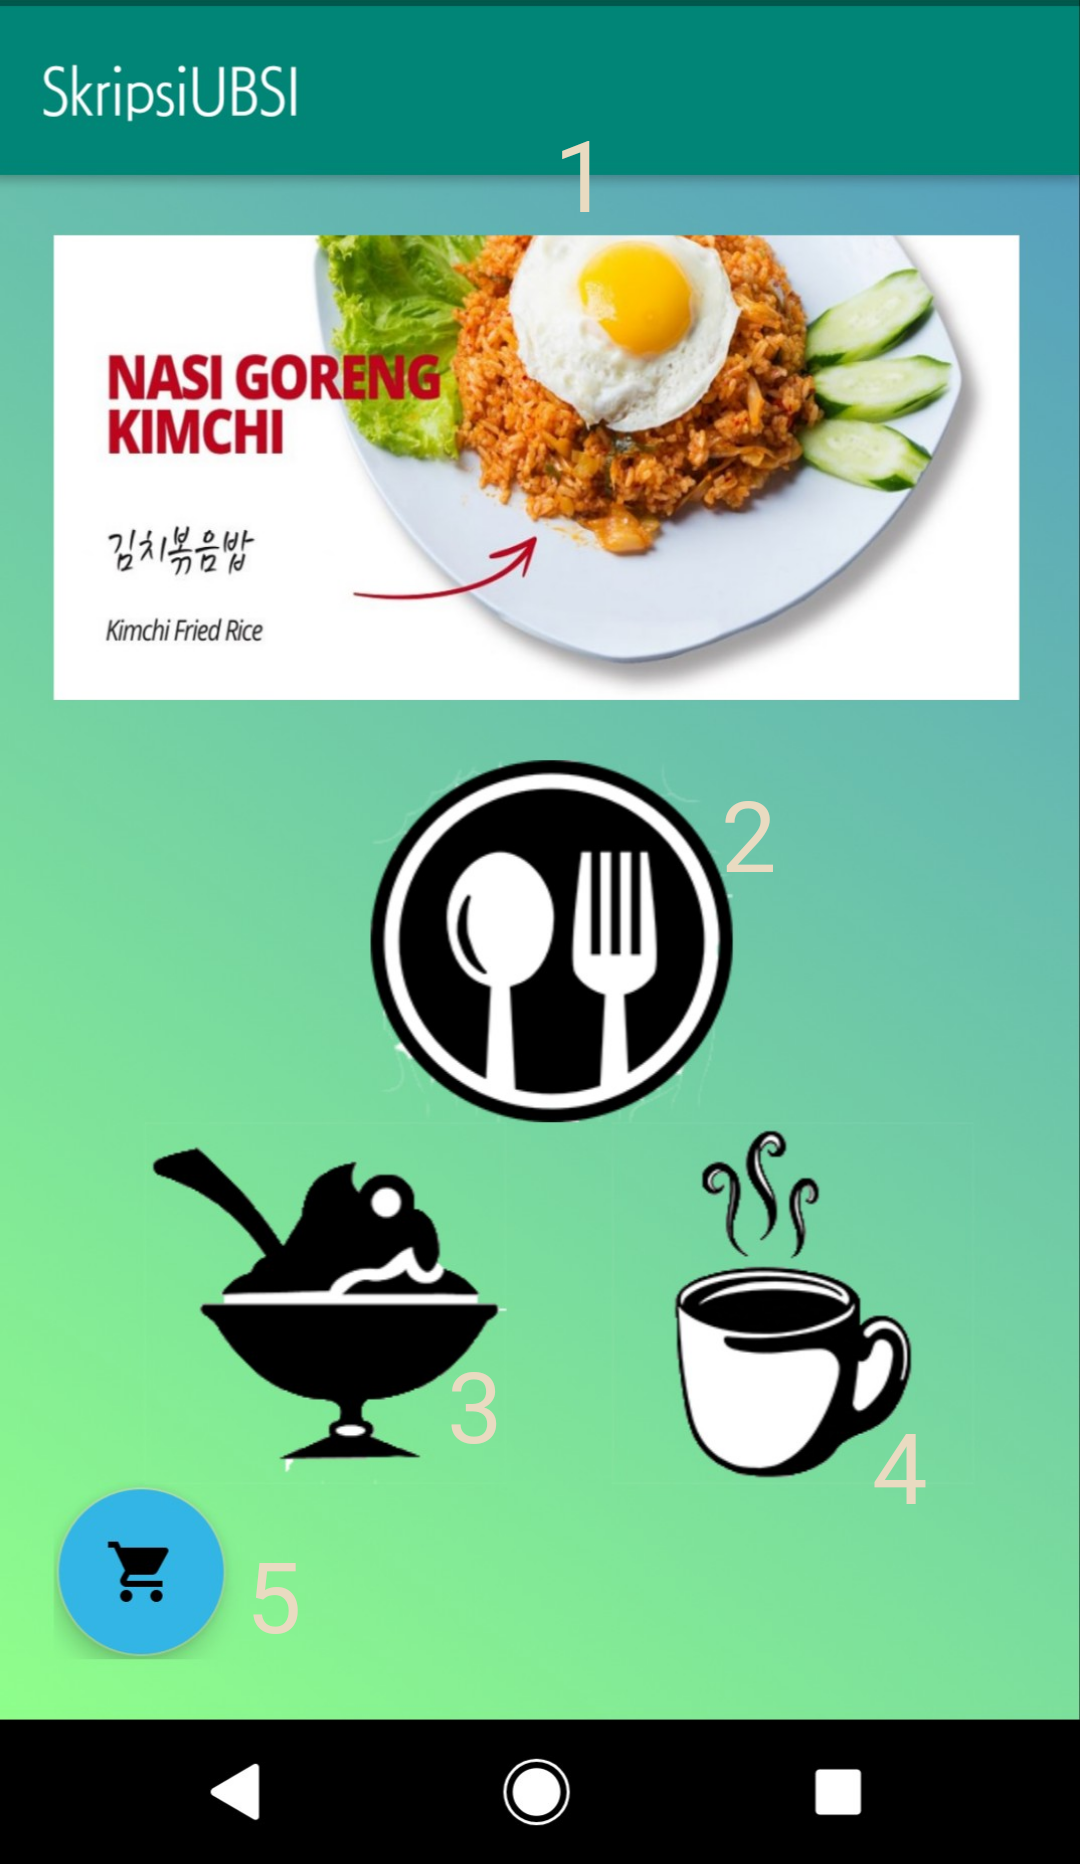 SkripsiUBSI
1
NASI GORENG
KIMCHI
김치볶음밥
Kimchi Fried Rice
2
3
4
5